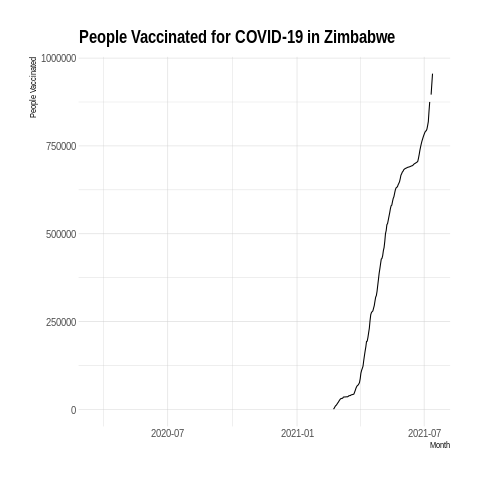 People Vaccinated for COVID-19 in Zimbabwe
People Vaccinated
1000000
750000
500000
250000
0
2020-07
2021-01
2021-07
Month